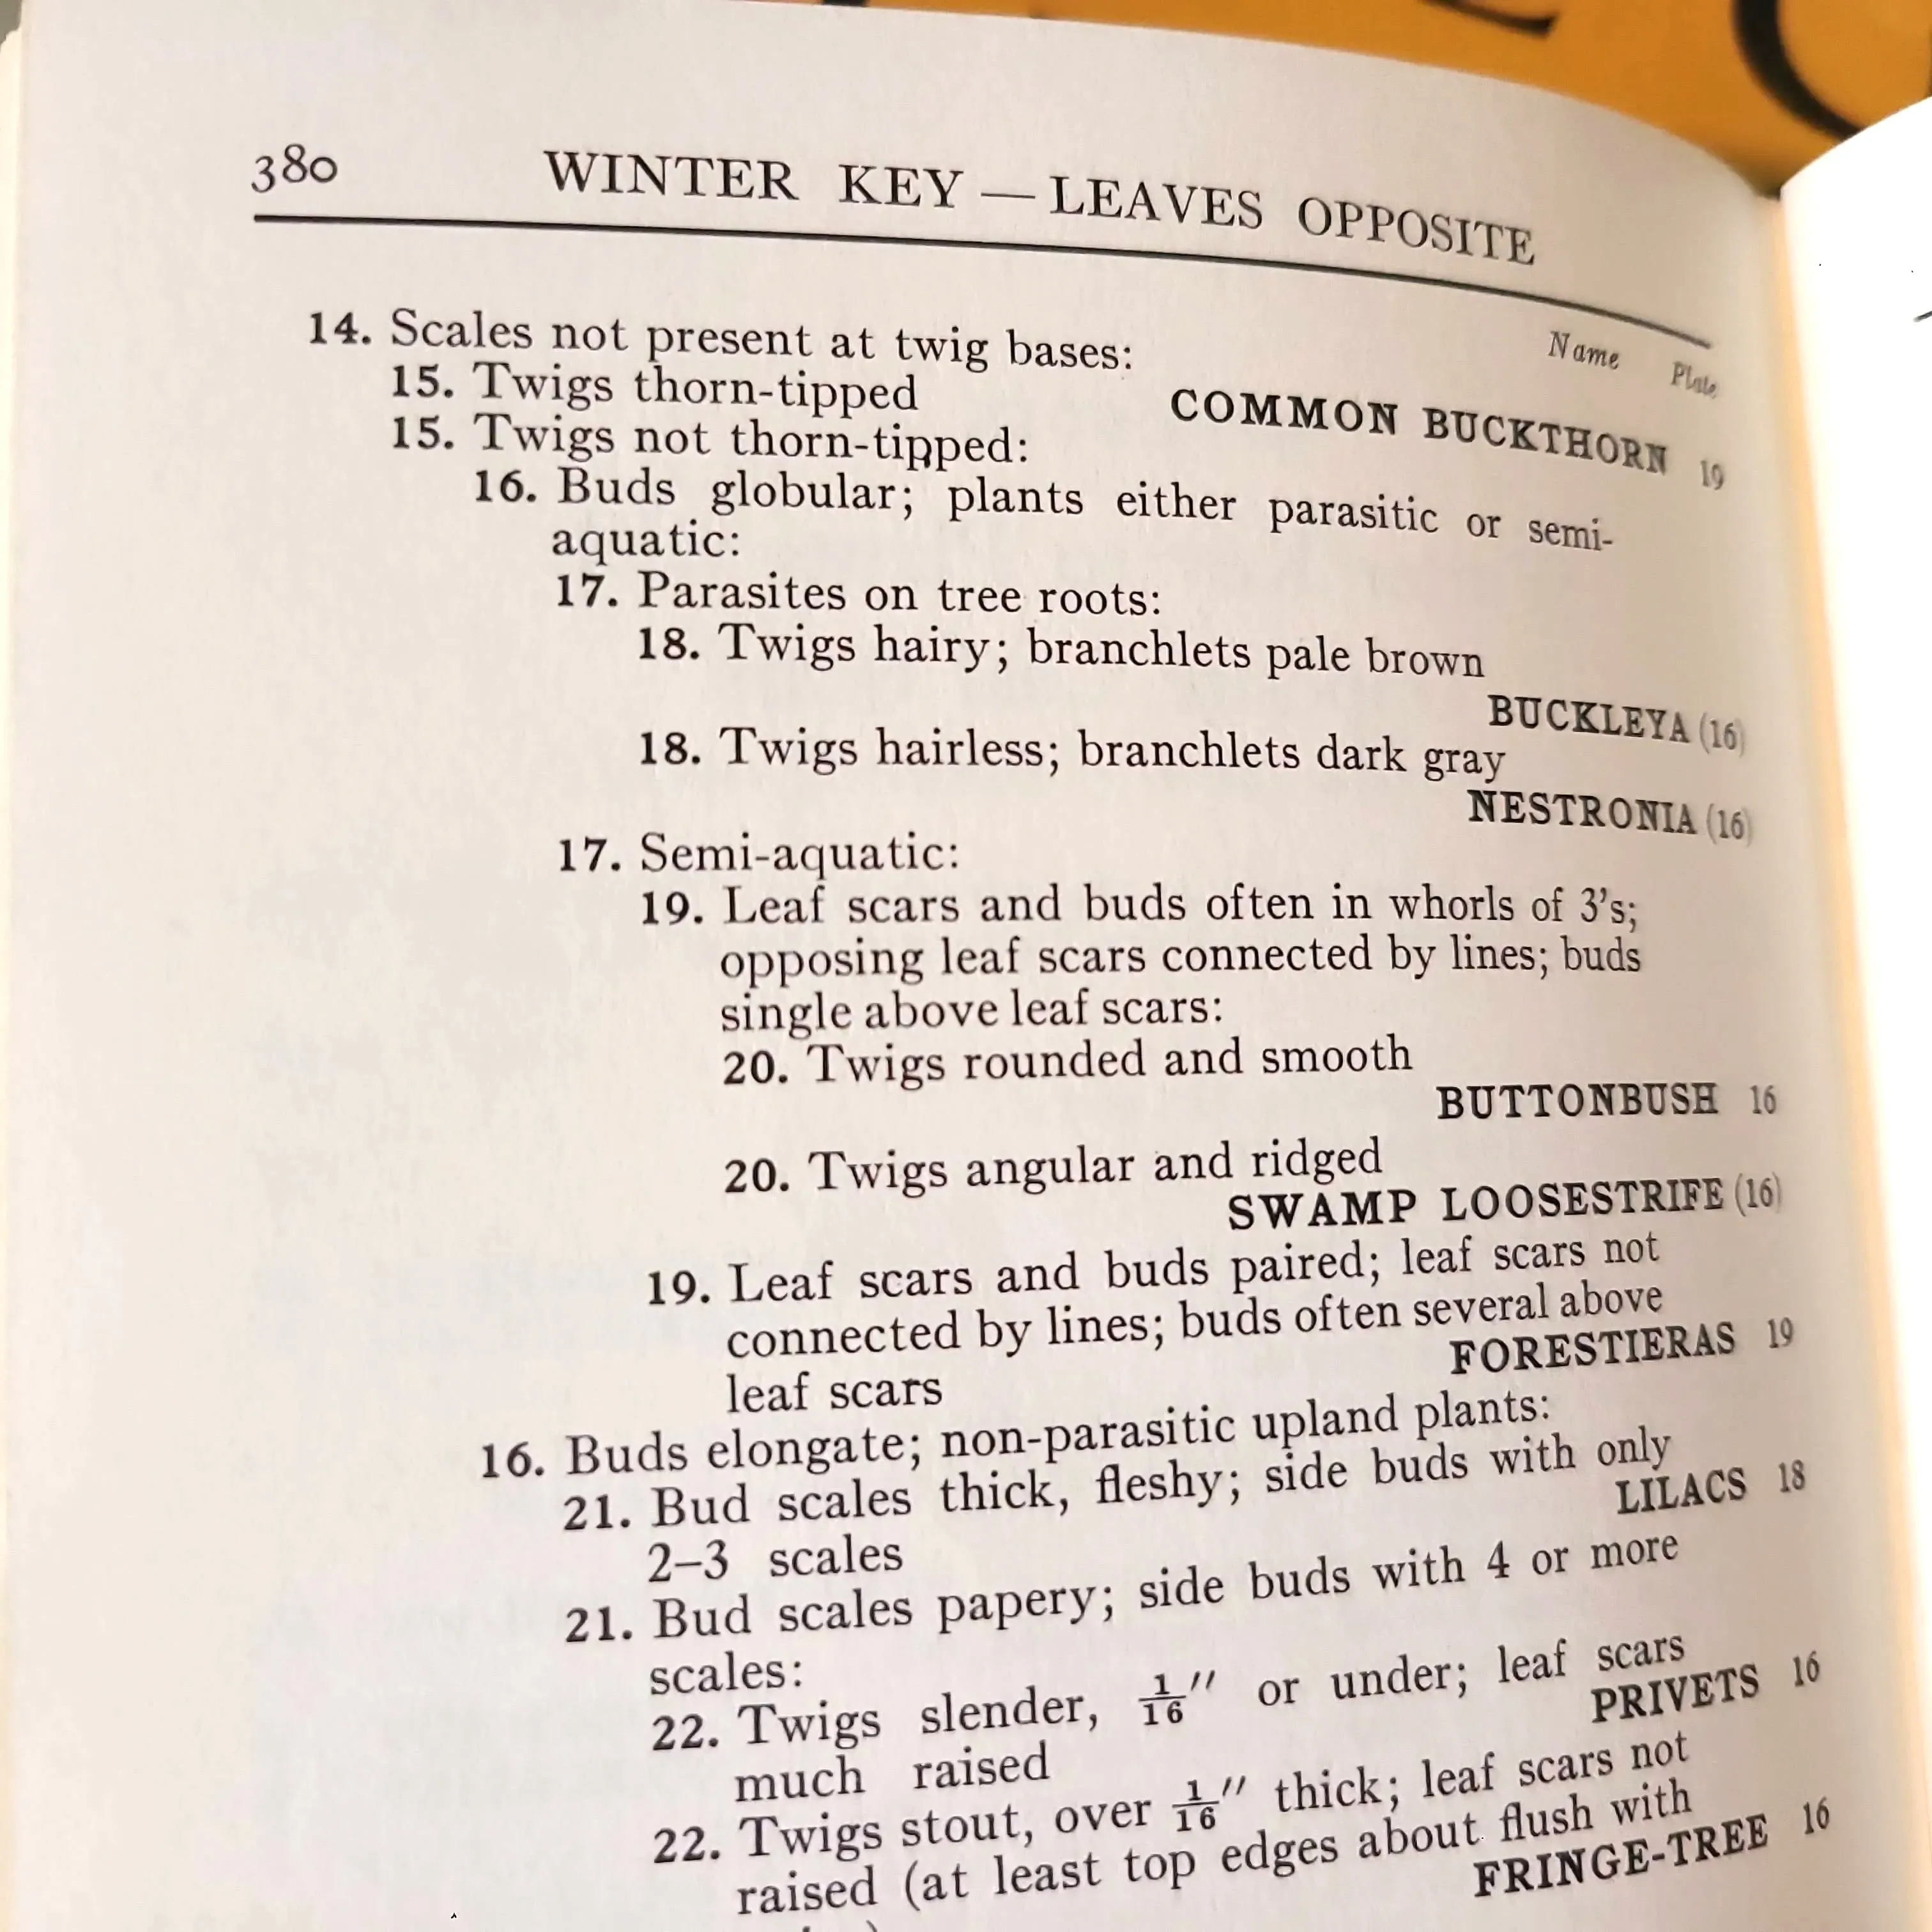 380 WINTER KEY — LEAVES OPPOSITE
Name Plate
14. Scales not present at twig bases:
15. Twigs thorn-tipped COMMON BUCKTHORN 19
15. Twigs not thorn-tipped:
16. Buds globular; plants either parasitic or semi-
aquatic:
17. Parasites on tree roots:
18. Twigs hairy; branchlets pale brown
BUCKLEYA (16)
18. Twigs hairless; branchlets dark gray
NESTRONIA (16)
17. Semi-aquatic:
19. Leaf scars and buds often in whorls of 3's;
opposing leaf scars connected by lines; buds
single above leaf scars:
20. Twigs rounded and smooth
BUTTONBUSH 16
20. Twigs angular and ridged
SWAMP LOOSESTRIFE (16)
19. Leaf scars and buds paired; leaf scars not
connected by lines; buds often several above
leaf scars FORESTIERAS 19
16. Buds elongate; non-parasitic upland plants:
21. Bud scales thick, fleshy; side buds with only
2–3 scales LILACS 18
21. Bud scales papery; side buds with 4 or more
scales:
22. Twigs slender, 1/16″ or under; leaf scars
much raised PRIVETS 16
22. Twigs stout, over 1/16″ thick; leaf scars not
raised (at least top edges about flush with
FRINGE-TREE 16